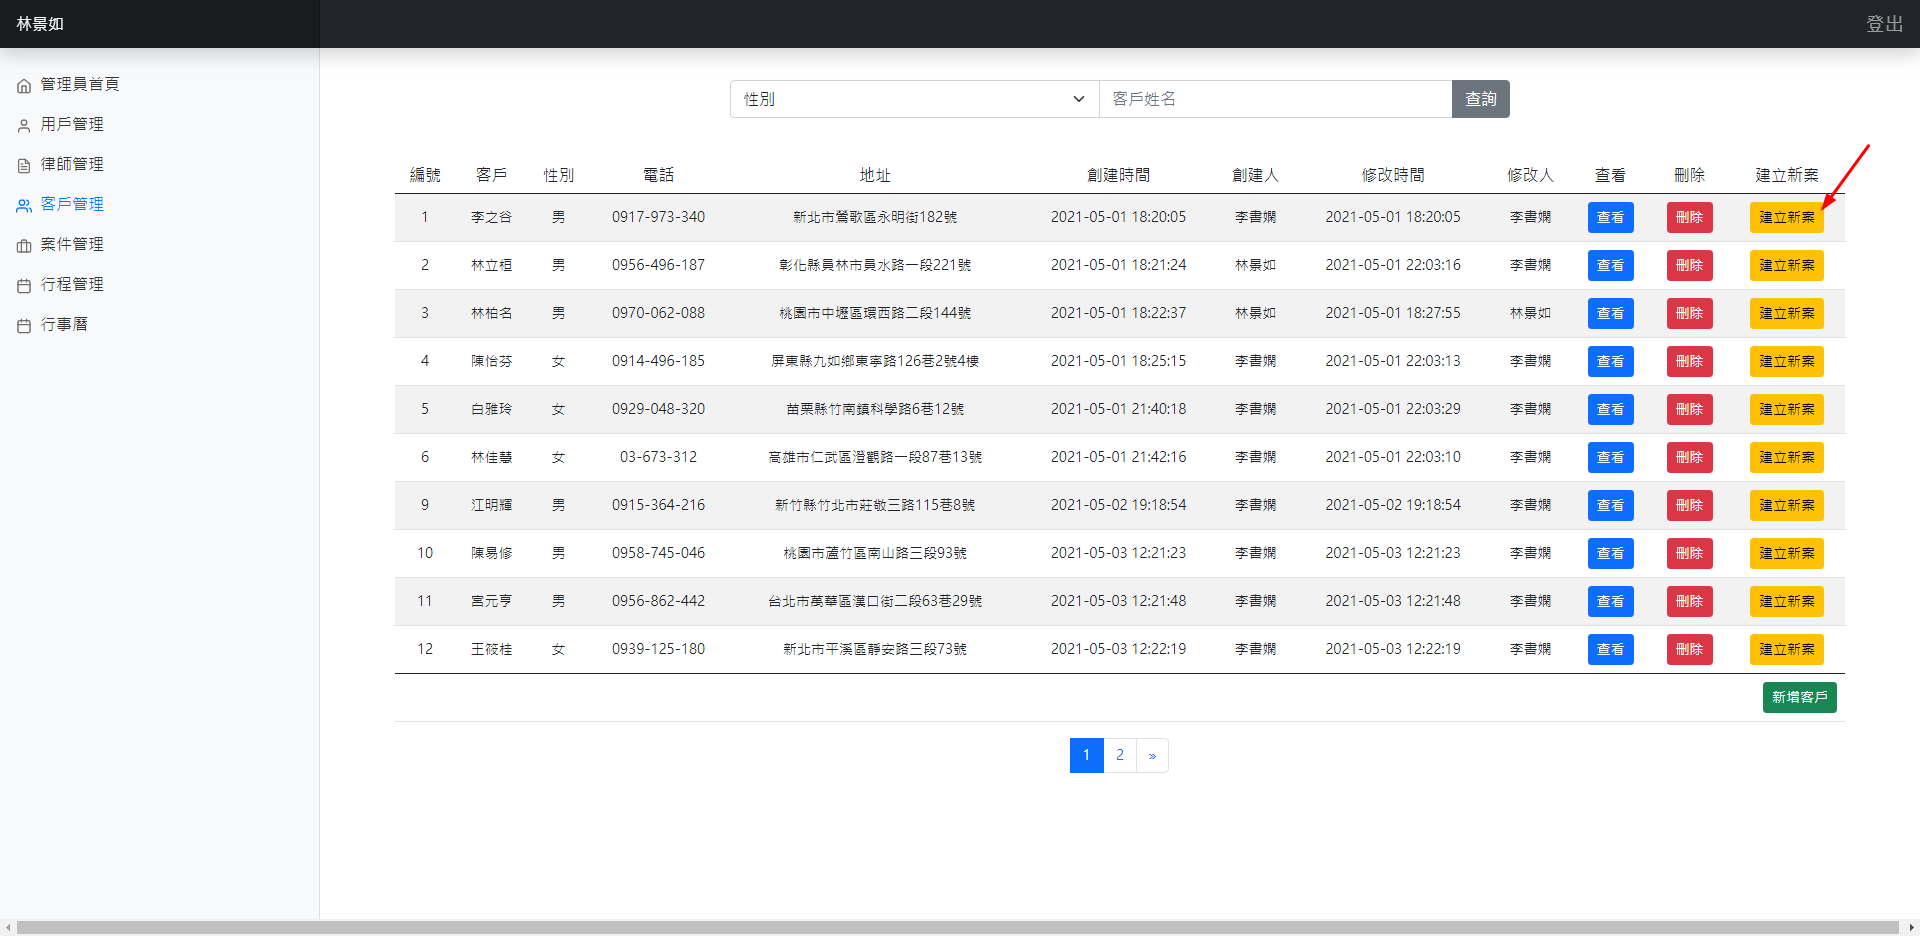 林景如 登出
管理員首頁
用戶管理
律師管理
客戶管理
案件管理
行程管理
行事曆
性別 客戶姓名 查詢
編號 客戶 性別 電話 地址 創建時間 創建人 修改時間 修改人 查看 刪除 建立新案
1 李之谷 男 0917-973-340 新北市鶯歌區永明街182號 2021-05-01 18:20:05 李書嫻 2021-05-01 18:20:05 李書嫻 查看 刪除 建立新案
2 林立桓 男 0956-496-187 彰化縣員林市員水路一段221號 2021-05-01 18:21:24 林景如 2021-05-01 22:03:16 李書嫻 查看 刪除 建立新案
3 林柏名 男 0970-062-088 桃園市中壢區環西路二段144號 2021-05-01 18:22:37 林景如 2021-05-01 18:27:55 林景如 查看 刪除 建立新案
4 陳怡芬 女 0914-496-185 屏東縣九如鄉東寧路126巷2號4樓 2021-05-01 18:25:15 李書嫻 2021-05-01 22:03:13 李書嫻 查看 刪除 建立新案
5 白雅玲 女 0929-048-320 苗栗縣竹南鎮科學路6巷12號 2021-05-01 21:40:18 李書嫻 2021-05-01 22:03:29 李書嫻 查看 刪除 建立新案
6 林佳慧 女 03-673-312 高雄市仁武區澄觀路一段87巷13號 2021-05-01 21:42:16 李書嫻 2021-05-01 22:03:10 李書嫻 查看 刪除 建立新案
9 江明輝 男 0915-364-216 新竹縣竹北市莊敬三路115巷8號 2021-05-02 19:18:54 李書嫻 2021-05-02 19:18:54 李書嫻 查看 刪除 建立新案
10 陳易修 男 0958-745-046 桃園市蘆竹區南山路三段93號 2021-05-03 12:21:23 李書嫻 2021-05-03 12:21:23 李書嫻 查看 刪除 建立新案
11 宮元亨 男 0956-862-442 台北市萬華區漢口街二段63巷29號 2021-05-03 12:21:48 李書嫻 2021-05-03 12:21:48 李書嫻 查看 刪除 建立新案
12 王筱桂 女 0939-125-180 新北市平溪區靜安路三段73號 2021-05-03 12:22:19 李書嫻 2021-05-03 12:22:19 李書嫻 查看 刪除 建立新案
新增客戶
1 2 »